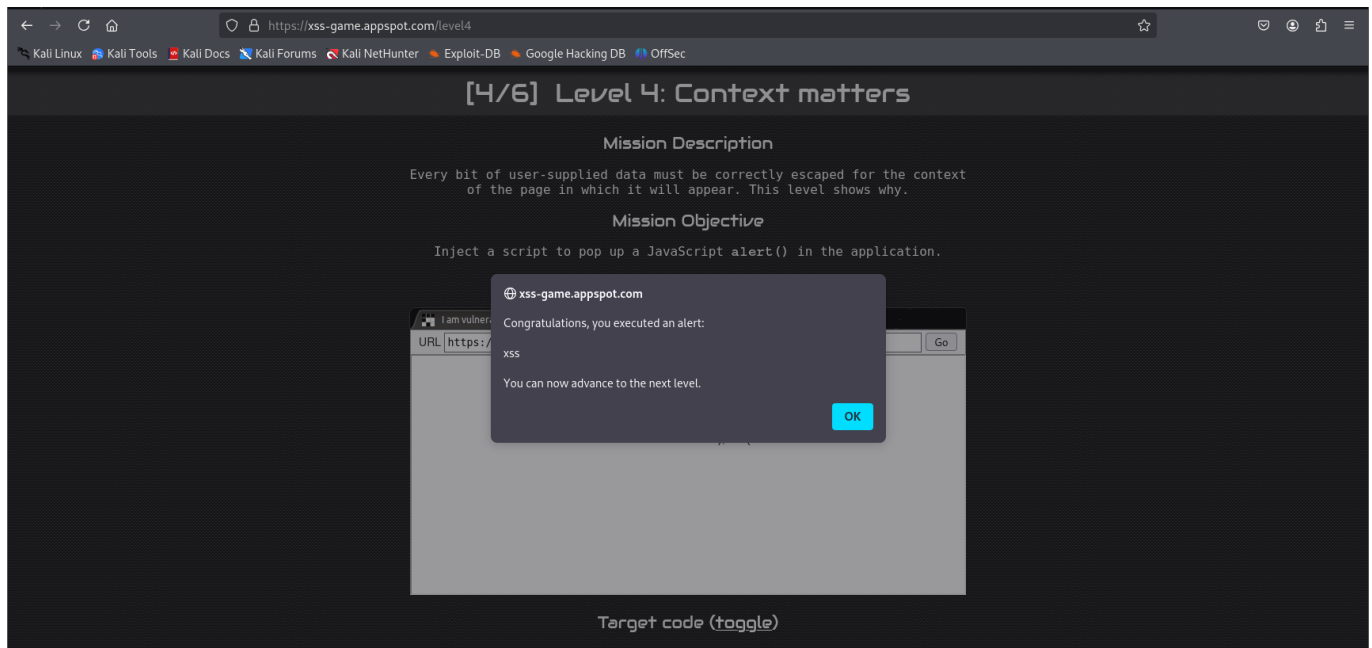 https://xss-game.appspot.com/level4
Kali Linux Kali Tools Kali Docs Kali Forums Kali NetHunter Exploit-DB Google Hacking DB OffSec
[4/6] Level 4: Context matters
Mission Description
Every bit of user-supplied data must be correctly escaped for the context
of the page in which it will appear. This level shows why.
Mission Objective
Inject a script to pop up a JavaScript alert() in the application.
xss-game.appspot.com
Congratulations, you executed an alert:
xss
You can now advance to the next level.
OK
I am vulner
URL https:/ Go
Target code (toggle)